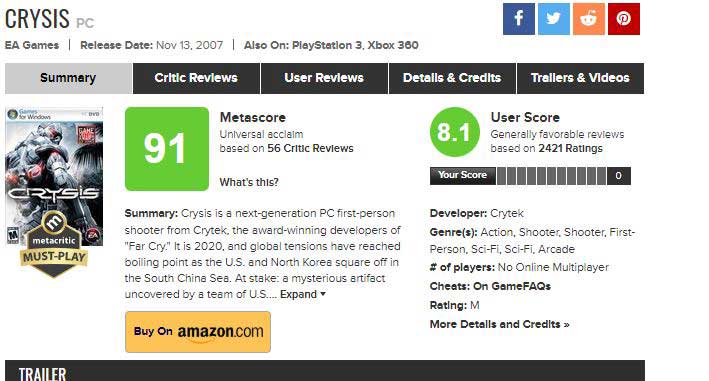 CRYSIS PC
EA Games | Release Date: Nov 13, 2007 | Also On: PlayStation 3, Xbox 360
Summary Critic Reviews User Reviews Details & Credits Trailers & Videos
Games for Windows
PC DVD
CRYSIS
M
EA
metacritic
MUST-PLAY
91
Metascore
Universal acclaim
based on 56 Critic Reviews
What's this?
8.1
User Score
Generally favorable reviews
based on 2421 Ratings
Your Score 0
Summary: Crysis is a next-generation PC first-person
shooter from Crytek, the award-winning developers of
"Far Cry." It is 2020, and global tensions have reached
boiling point as the U.S. and North Korea square off in
the South China Sea. At stake: a mysterious artifact
uncovered by a team of U.S.... Expand
Buy On amazon.com
Developer: Crytek
Genre(s): Action, Shooter, Shooter, First-
Person, Sci-Fi, Sci-Fi, Arcade
# of players: No Online Multiplayer
Cheats: On GameFAQs
Rating: M
More Details and Credits »
TRAILER